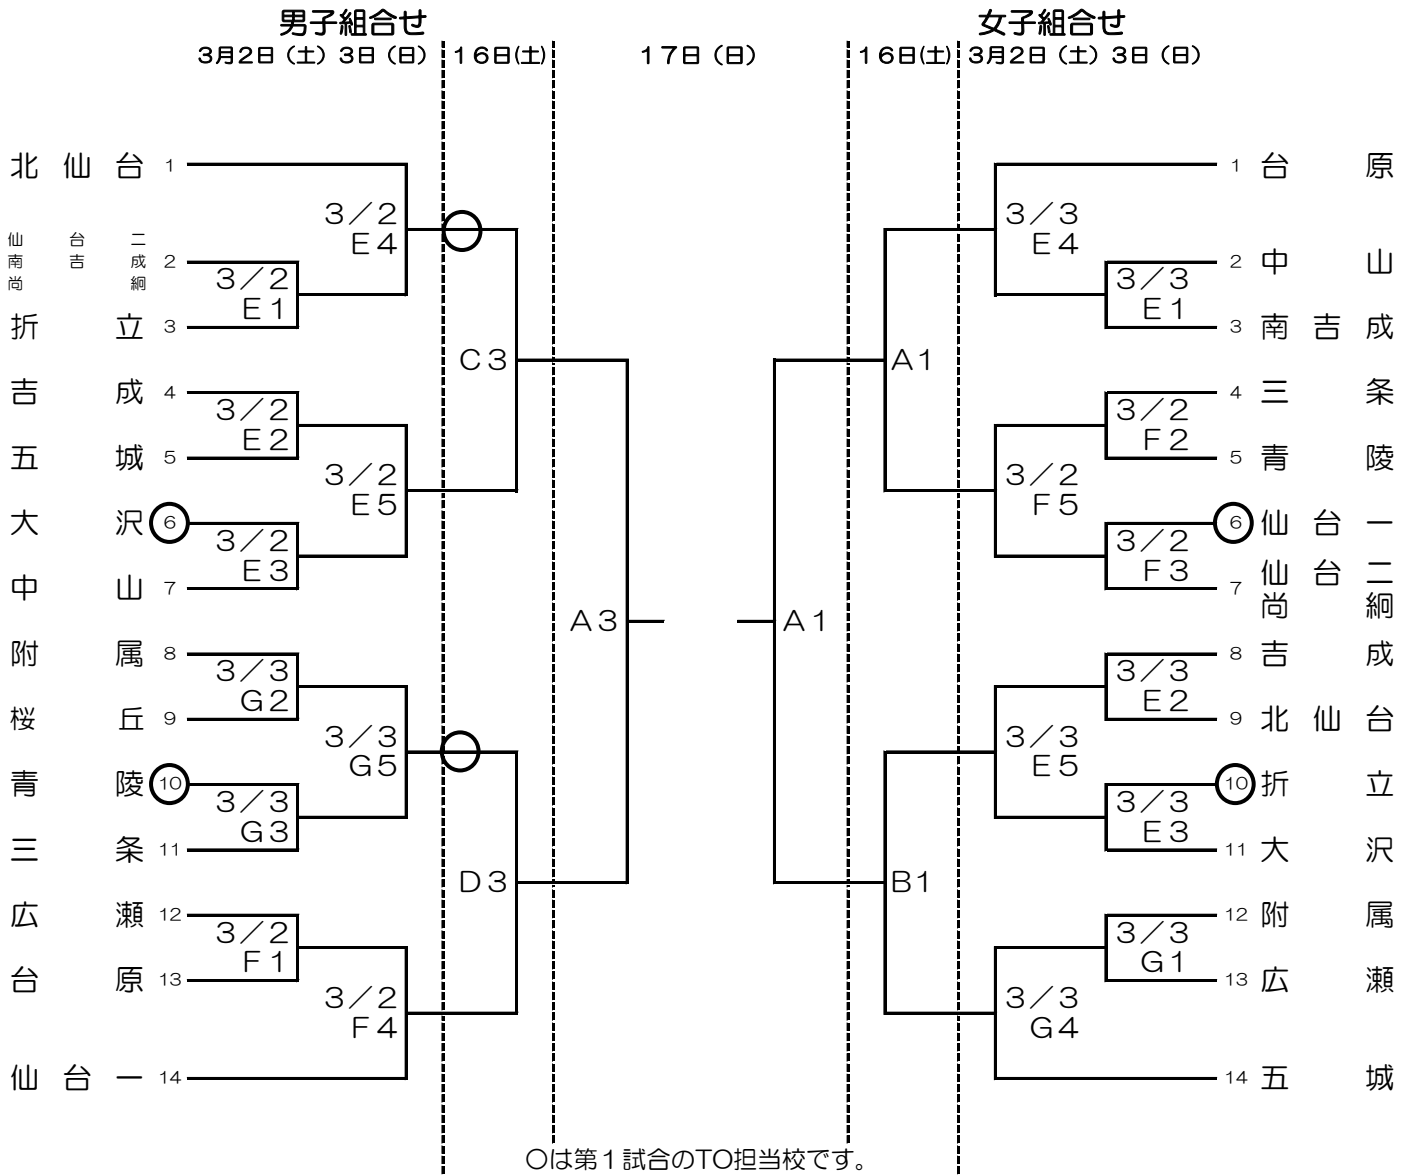 男子組合せ
3月2日（土）3日（日）
16日(土)
17日（日）
女子組合せ
16日(土)
3月2日（土）3日（日）
北仙台 1
仙台二
南吉成 2
尚絅
折立 3
吉成 4
五城 5
大沢 6
中山 7
附属 8
桜丘 9
青陵 10
三条 11
広瀬 12
台原 13
仙台一 14
3／2
E1
3／2
E2
3／2
E3
3／3
G2
3／3
G3
3／2
F1
3／2
E4
3／2
E5
3／3
G5
3／2
F4
C3
D3
A3
A1
A1
B1
3／3
E4
3／2
F5
3／3
E5
3／3
G4
3／3
E1
3／2
F2
3／2
F3
3／3
E2
3／3
E3
3／3
G1
1 台原
2 中山
3 南吉成
4 三条
5 青陵
6 仙台一
7 仙台二
尚絅
8 吉成
9 北仙台
10 折立
11 大沢
12 附属
13 広瀬
14 五城
○は第1試合のTO担当校です。